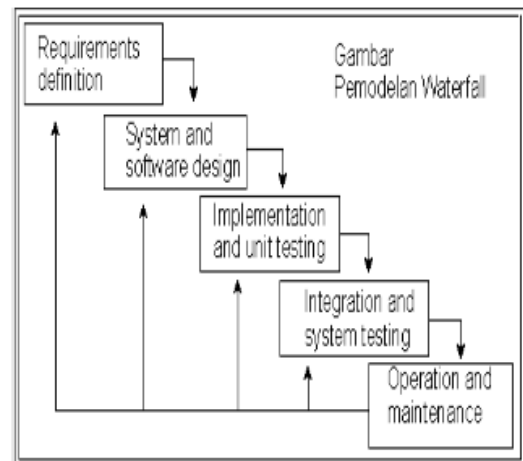 Requirements
definition
Gambar
Pemodelan Waterfall
System and
software design
Implementation
and unit testing
Integration and
system testing
Operation and
maintenance